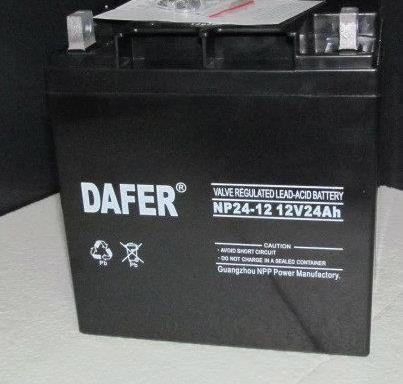 DAFER®
VALVE REGULATED LEAD-ACID BATTERY
NP24-12 12V24Ah
Pb
Pb
CAUTION
· AVOID SHORT CIRCUIT
· DO NOT CHARGE IN A SEALED CONTAINER
Guangzhou NPP Power Manufactory.